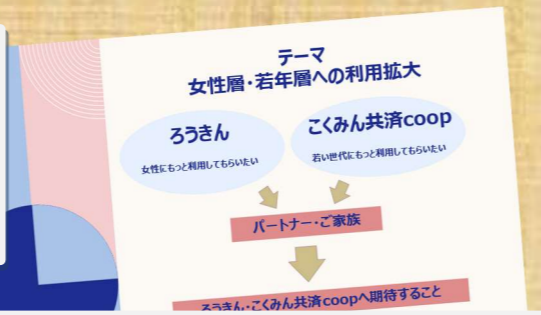 テーマ
女性層・若年層への利用拡大
ろうきん
女性にもっと利用してもらいたい
こくみん共済coop
若い世代にもっと利用してもらいたい
パートナー・ご家族
ろうきん・こくみん共済coopへ期待すること